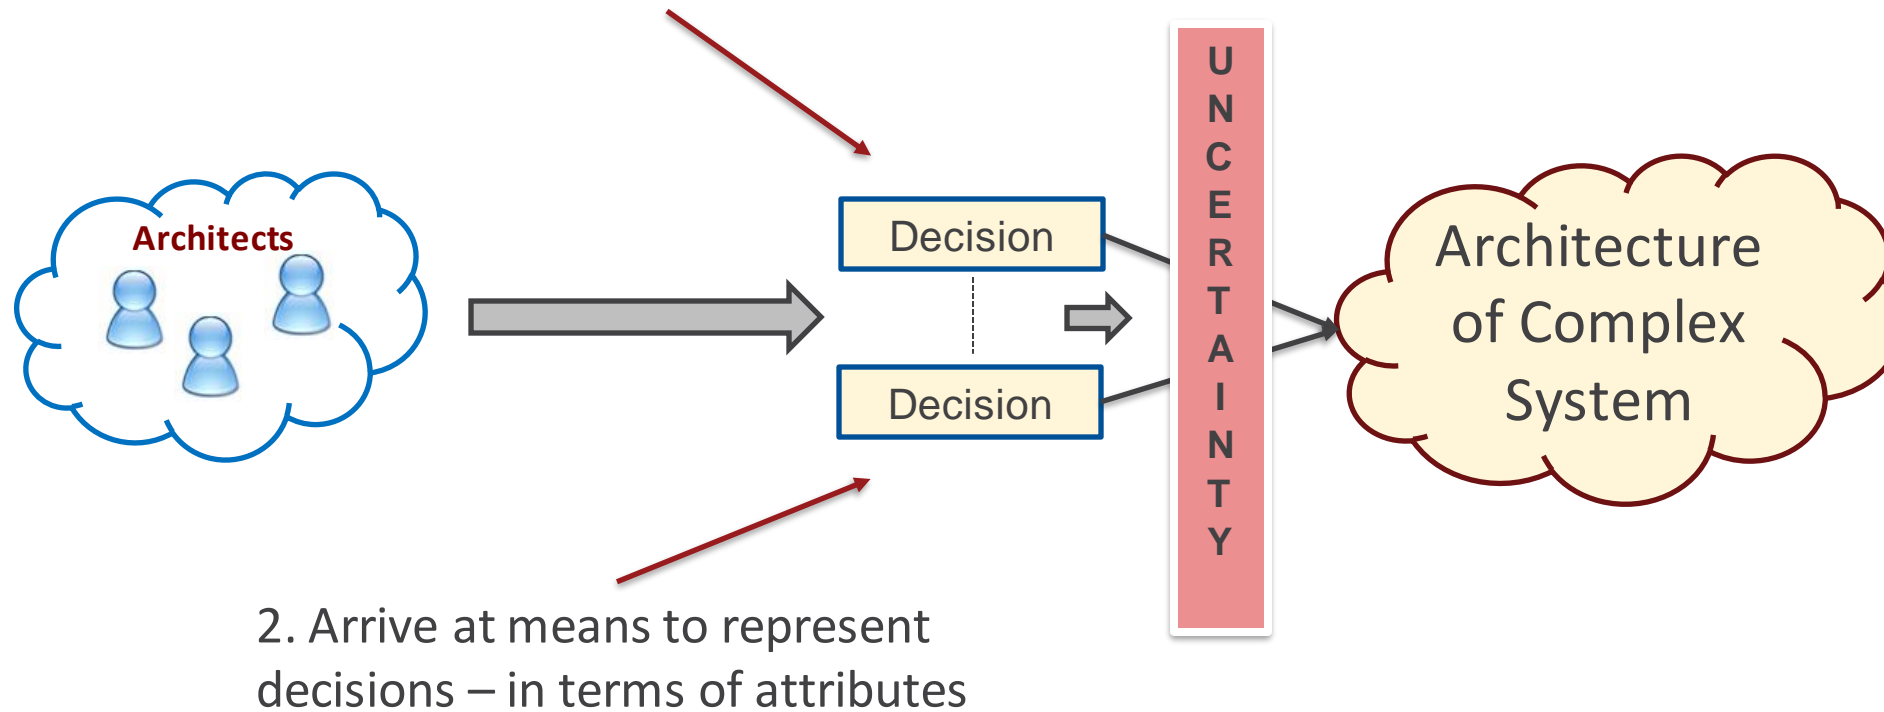 Architects
Decision
Decision
U
N
C
E
R
T
A
I
N
T
Y
Architecture
of Complex
System
2. Arrive at means to represent
decisions – in terms of attributes